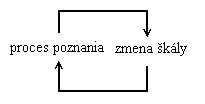 proces poznania zmena škály